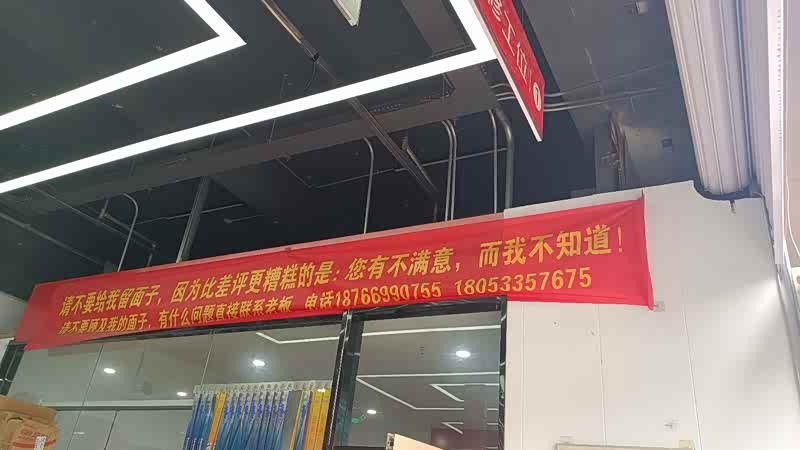 工位
请不要给我留面子，因为比差评更糟糕的是：您有不满意，而我不知道！
请不要顾及我的面子，有什么问题直接联系老板，电话18766990755 18053357675